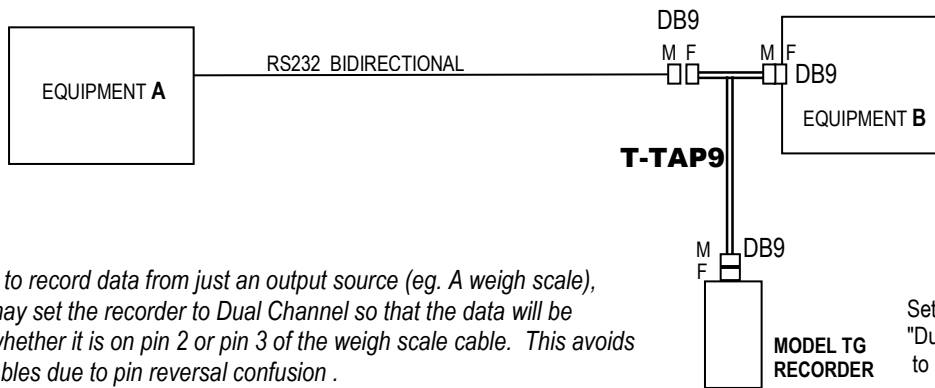 DB9
M F
M F
DB9
RS232 BIDIRECTIONAL
EQUIPMENT A
EQUIPMENT B
T-TAP9
M
DB9
F
to record data from just an output source (eg. A weigh scale),
may set the recorder to Dual Channel so that the data will be
whether it is on pin 2 or pin 3 of the weigh scale cable. This avoids
bles due to pin reversal confusion .
MODEL TG
RECORDER
Set
"Du
to